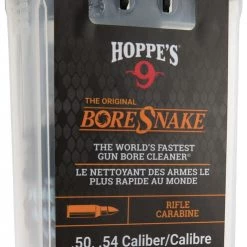 HOPPE'S
9
THE ORIGINAL
BORESNAKE
THE WORLD'S FASTEST
GUN BORE CLEANER
LE NETTOYANT DES ARMES LE
PLUS RAPIDE AU MONDE
RIFLE
CARABINE
.50, .54 Caliber/Calibre